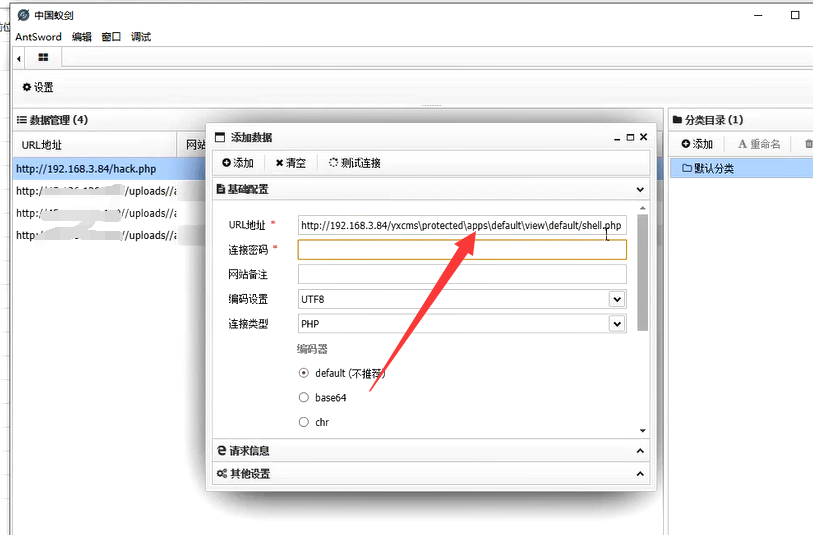 中国蚁剑
AntSword 编辑 窗口 调试
设置
数据管理 (4)
分类目录 (1)
URL地址
网站
添加 重命名
http://192.168.3.84/hack.php
默认分类
//uploads//a
//uploads//a
//uploads//a
添加数据
添加 清空 测试连接
基础配置
URL地址 * http://192.168.3.84/yxcms\protected\apps\default\view\default/shell.php
连接密码 *
网站备注
编码设置 UTF8
连接类型 PHP
编码器
default (不推荐)
base64
chr
请求信息
其他设置